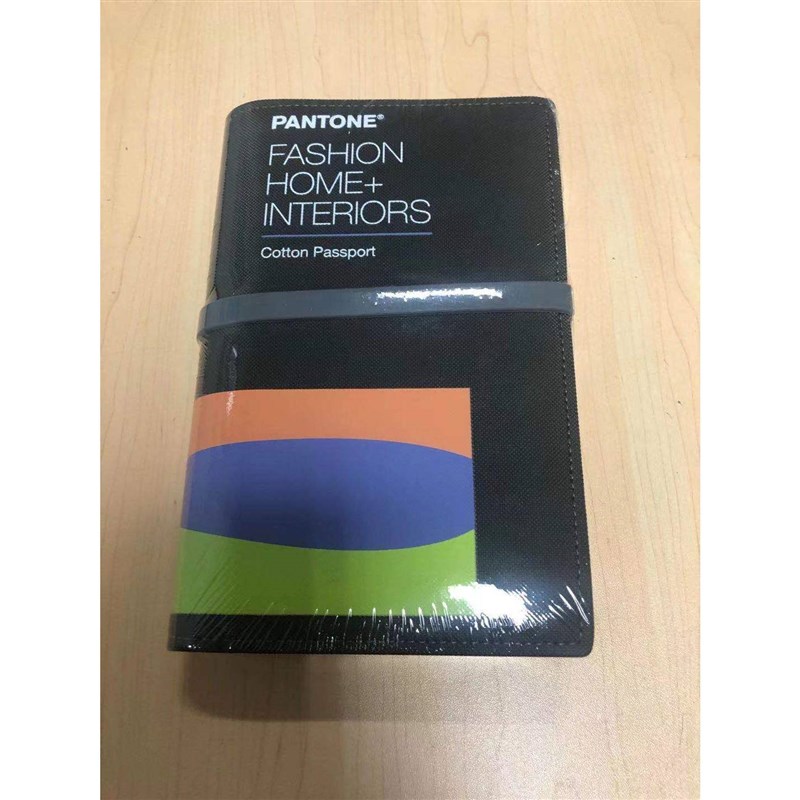 PANTONE®
FASHION
HOME+
INTERIORS
Cotton Passport